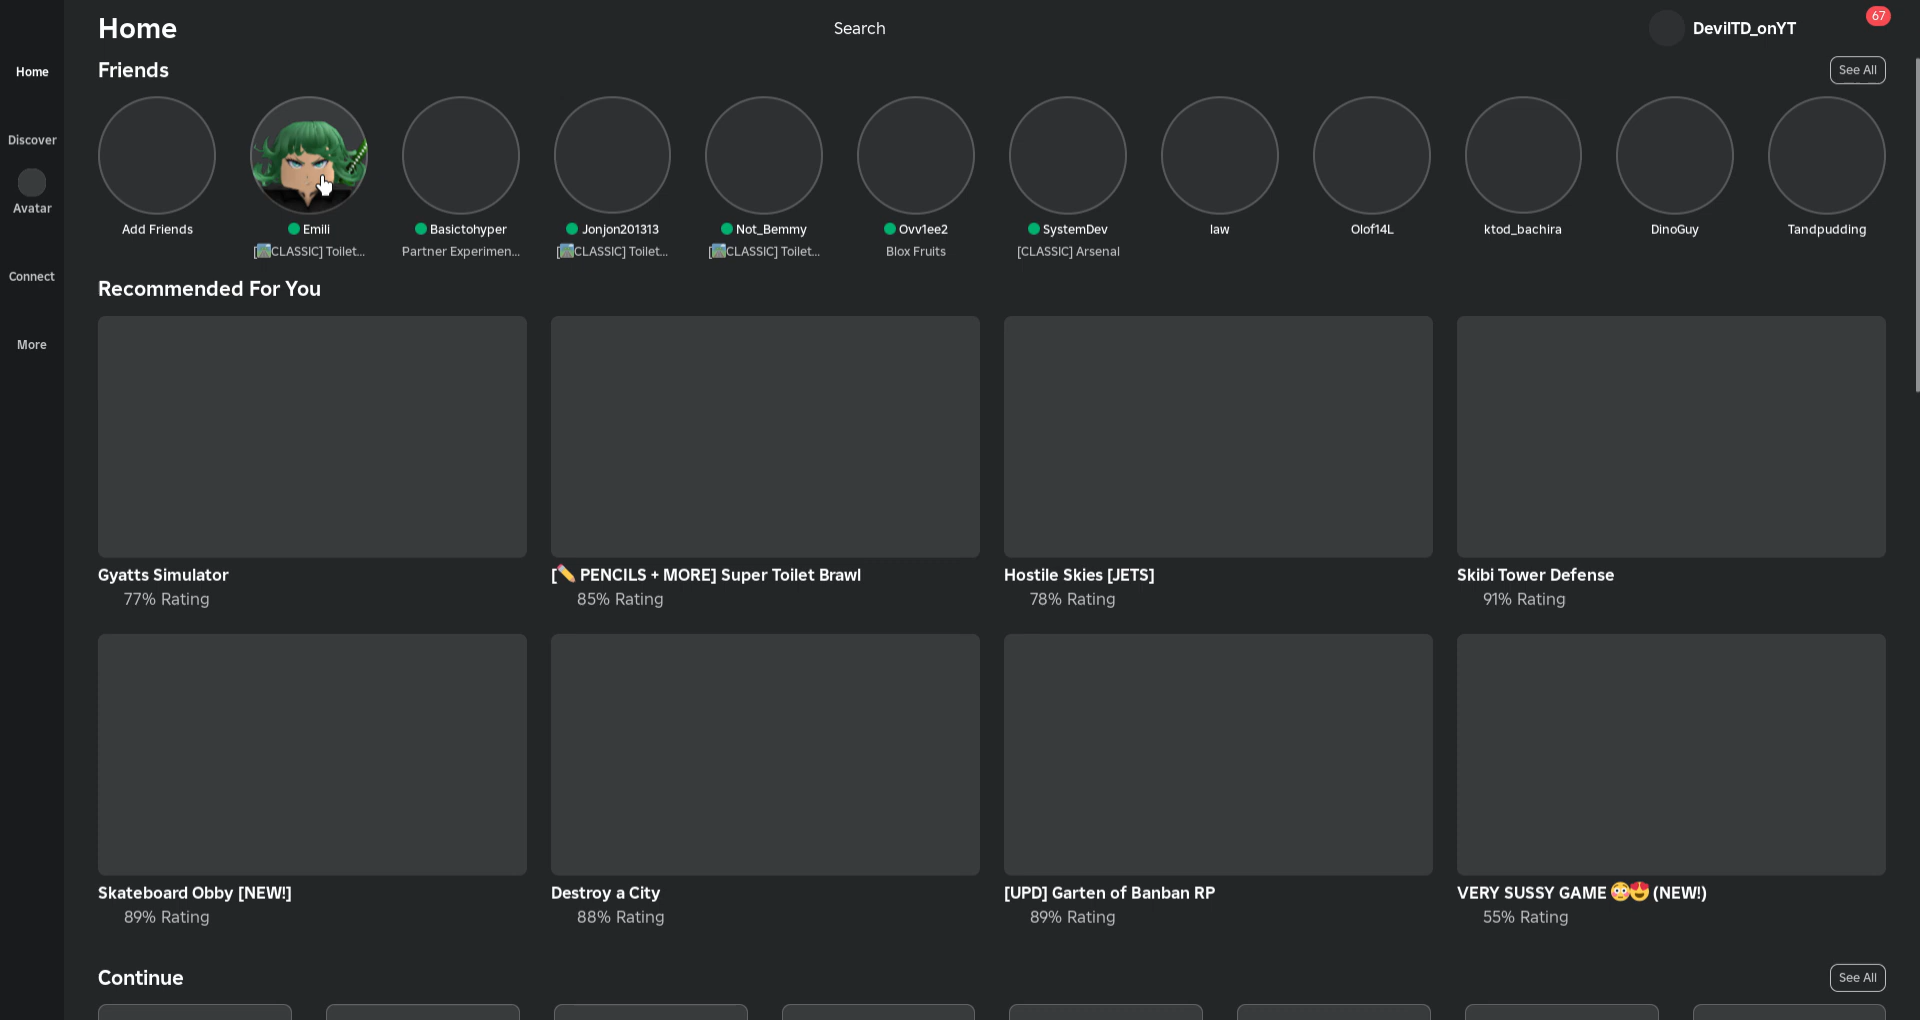 Home
Search
DevilTD_onYT
67
Home
Discover
Avatar
Connect
More
Friends
See All
Add Friends
Emili
[🏞CLASSIC] Toilet...
Basictohyper
Partner Experimen...
Jonjon201313
[🏞CLASSIC] Toilet...
Not_Bemmy
[🏞CLASSIC] Toilet...
Ovv1ee2
Blox Fruits
SystemDev
[CLASSIC] Arsenal
law
Olof14L
ktod_bachira
DinoGuy
Tandpudding
Recommended For You
Gyatts Simulator
77% Rating
[✏️ PENCILS + MORE] Super Toilet Brawl
85% Rating
Hostile Skies [JETS]
78% Rating
Skibi Tower Defense
91% Rating
Skateboard Obby [NEW!]
89% Rating
Destroy a City
88% Rating
[UPD] Garten of Banban RP
89% Rating
VERY SUSSY GAME 😳😍 (NEW!)
55% Rating
Continue
See All